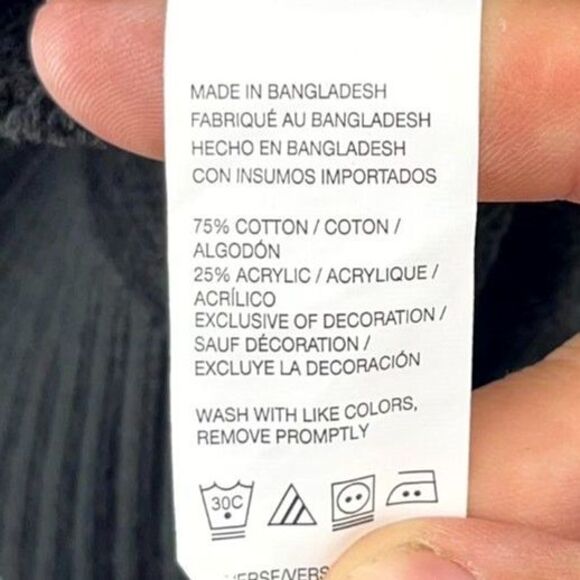 MADE IN BANGLADESH
FABRIQUÉ AU BANGLADESH
HECHO EN BANGLADESH
CON INSUMOS IMPORTADOS
75% COTTON / COTON /
ALGODÓN
25% ACRYLIC / ACRYLIQUE /
ACRÍLICO
EXCLUSIVE OF DECORATION /
SAUF DÉCORATION /
EXCLUYE LA DECORACIÓN
WASH WITH LIKE COLORS,
REMOVE PROMPTLY
30C